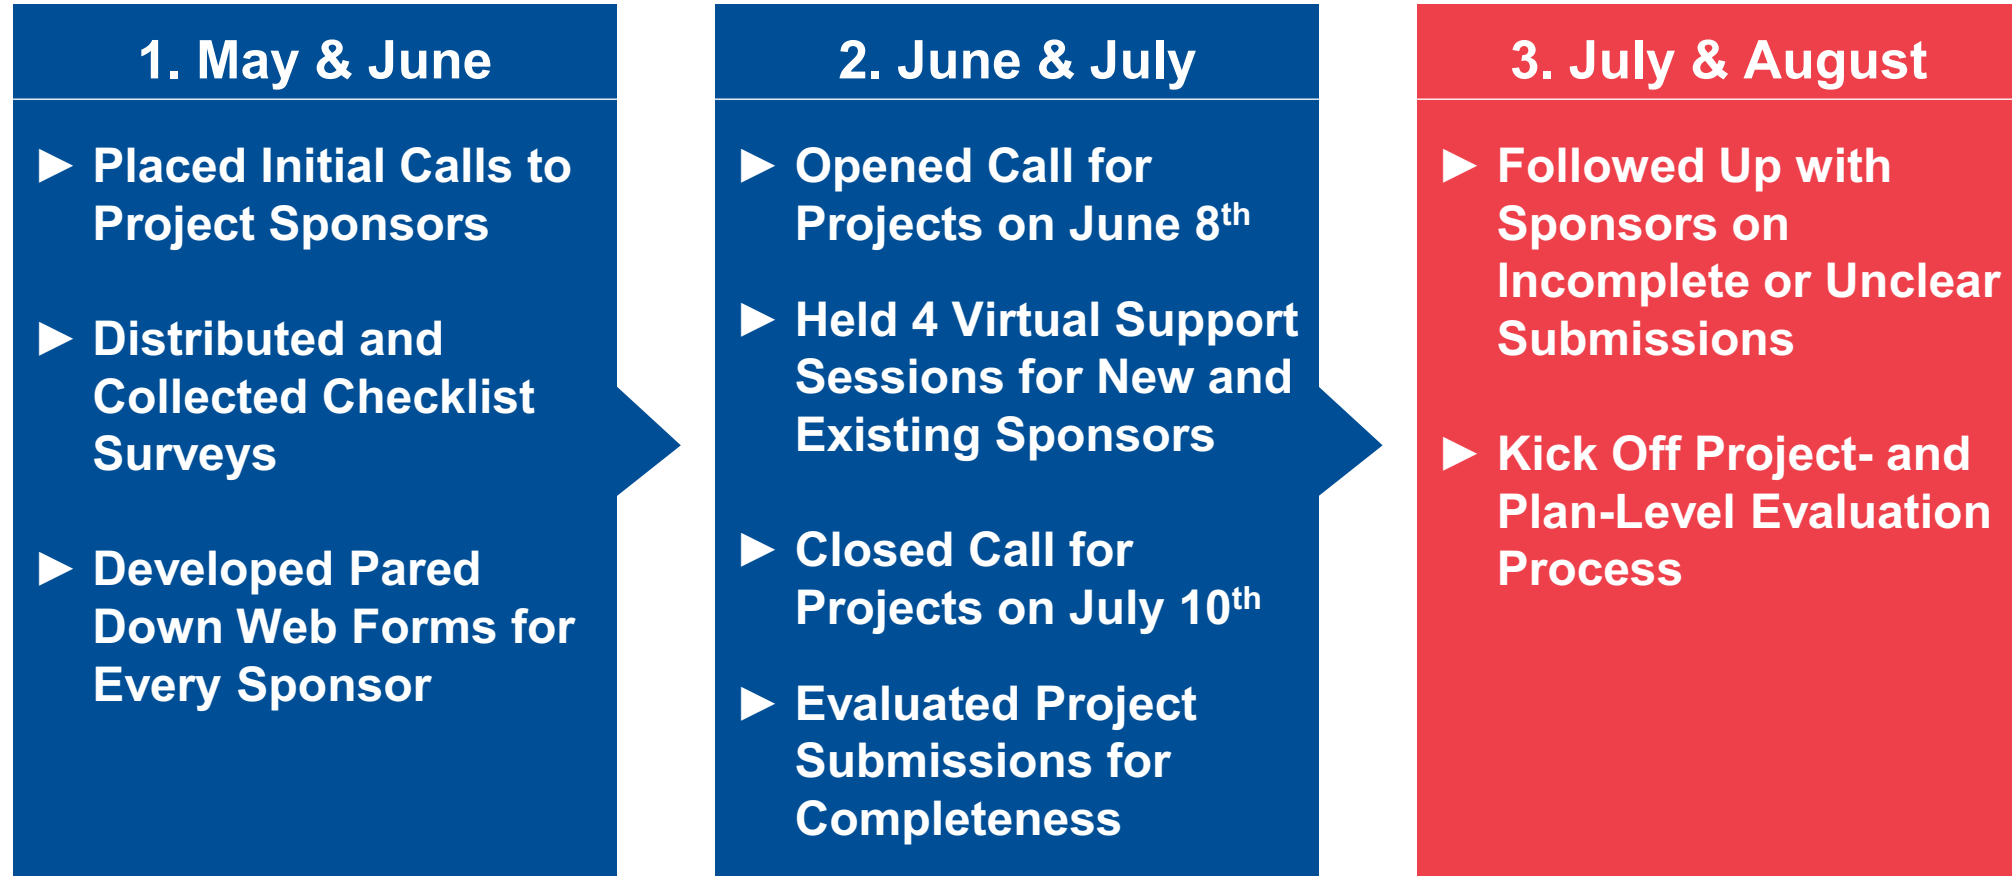 1. May & June
► Placed Initial Calls to
Project Sponsors
► Distributed and
Collected Checklist
Surveys
► Developed Pared
Down Web Forms for
Every Sponsor
2. June & July
► Opened Call for
Projects on June 8th
► Held 4 Virtual Support
Sessions for New and
Existing Sponsors
► Closed Call for
Projects on July 10th
► Evaluated Project
Submissions for
Completeness
3. July & August
► Followed Up with
Sponsors on
Incomplete or Unclear
Submissions
► Kick Off Project- and
Plan-Level Evaluation
Process